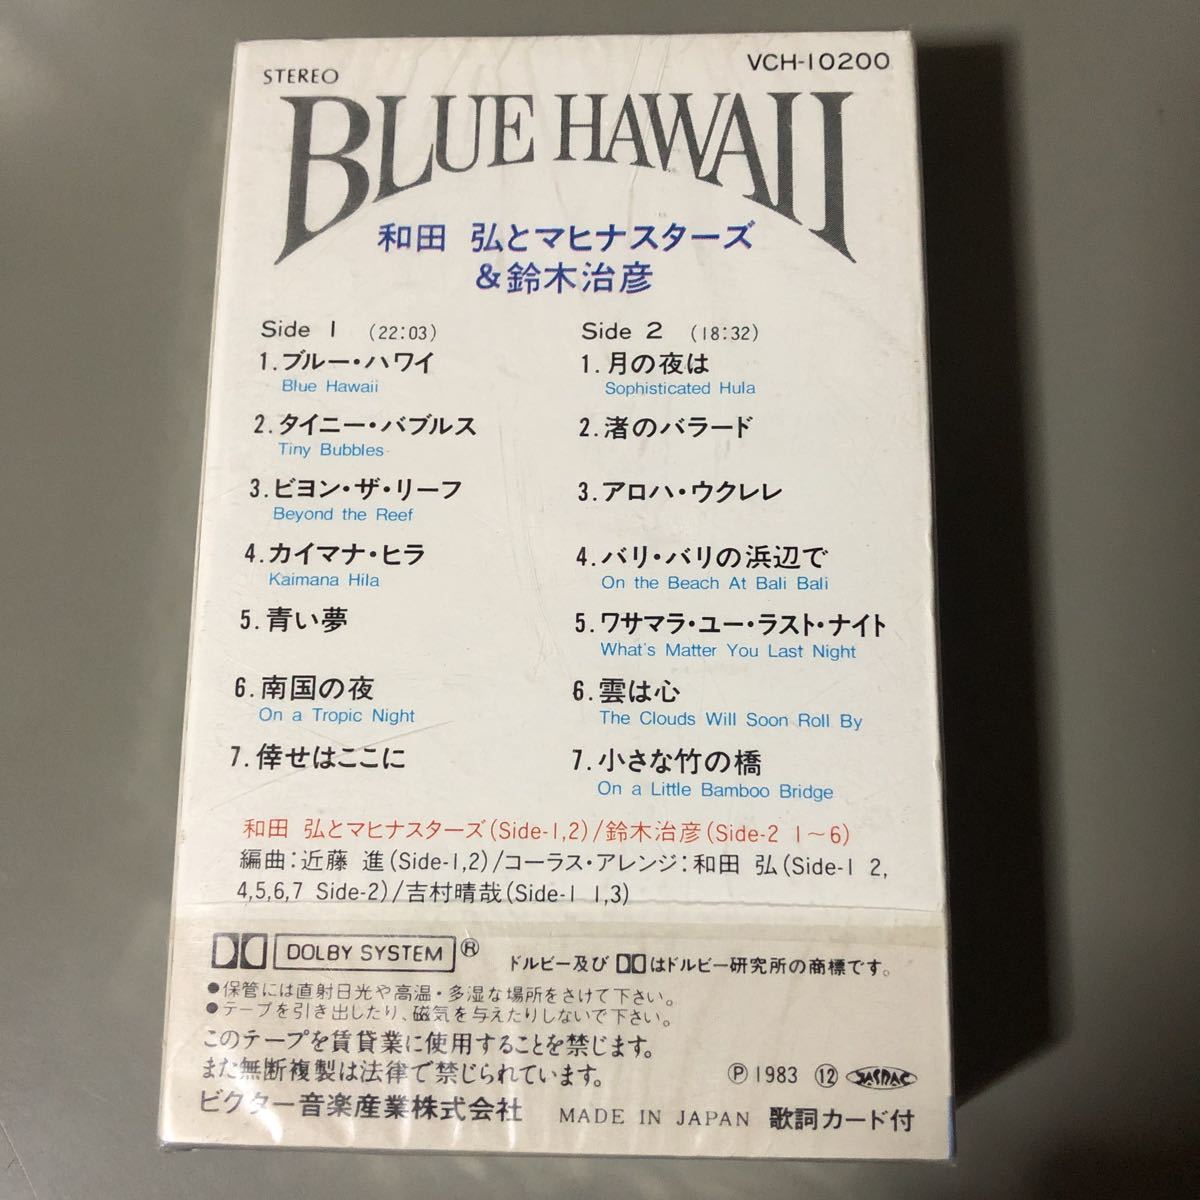 STEREO
VCH-10200
BLUE HAWAII
和田 弘とマヒナスターズ
&鈴木治彦
Side 1 (22:03)
1.ブルー・ハワイ
Blue Hawaii
2.タイニー・バブルス
Tiny Bubbles
3.ビヨン・ザ・リーフ
Beyond the Reef
4.カイマナ・ヒラ
Kaimana Hila
5.青い夢
6.南国の夜
On a Tropic Night
7.倖せはここに
Side 2 (18:32)
1.月の夜は
Sophisticated Hula
2.渚のバラード
3.アロハ・ウクレレ
4.バリ・バリの浜辺で
On the Beach At Bali Bali
5.ワサマラ・ユー・ラスト・ナイト
What's Matter You Last Night
6.雲は心
The Clouds Will Soon Roll By
7.小さな竹の橋
On a Little Bamboo Bridge
和田 弘とマヒナスターズ(Side-1,2)/鈴木治彦(Side-2 1〜6)
編曲:近藤 進(Side-1,2)/コーラス・アレンジ:和田 弘(Side-1 2,
4,5,6,7 Side-2)/吉村晴哉(Side-1 1,3)
DOLBY SYSTEM ® ドルビー及びはドルビー研究所の商標です。
●保管には直射日光や高温・多湿な場所をさけて下さい。
●テープを引き出したり、磁気を与えたりしないで下さい。
このテープを賃貸業に使用することを禁じます。
また無断複製は法律で禁じられています。
Ⓟ1983 ⑫ JASRAC
ビクター音楽産業株式会社 MADE IN JAPAN 歌詞カード付